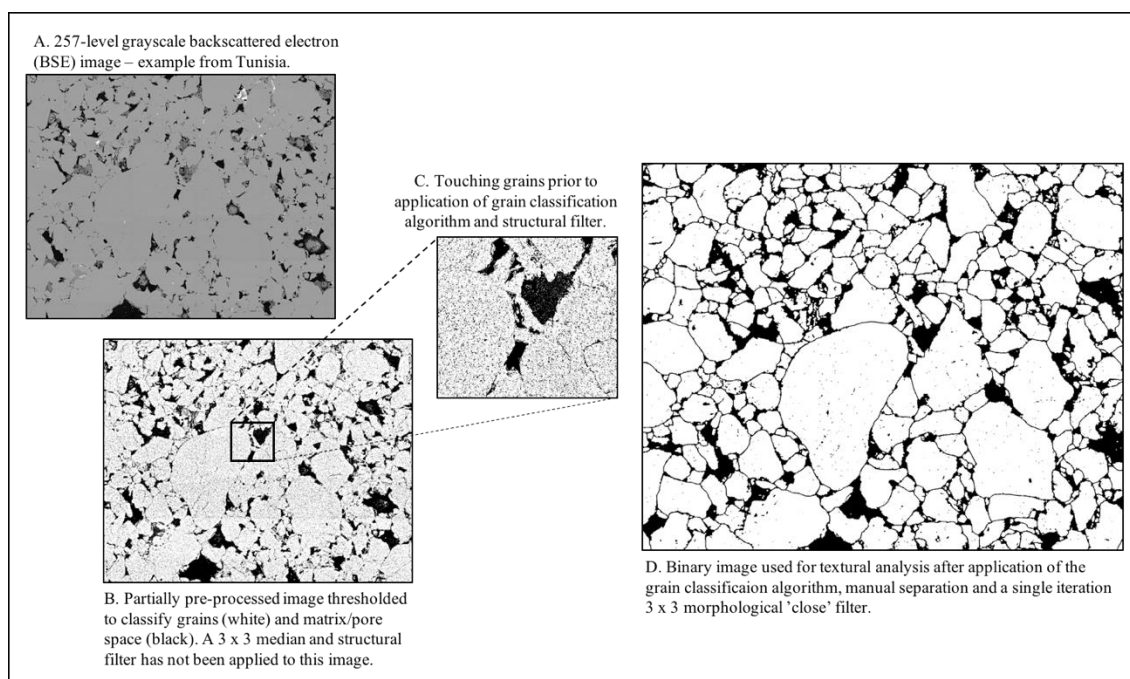 A. 257-level grayscale backscattered electron
(BSE) image – example from Tunisia.
C. Touching grains prior to
application of grain classification
algorithm and structural filter.
B. Partially pre-processed image thresholded
to classify grains (white) and matrix/pore
space (black). A 3 x 3 median and structural
filter has not been applied to this image.
D. Binary image used for textural analysis after application of the
grain classificaion algorithm, manual separation and a single iteration
3 x 3 morphological ’close’ filter.